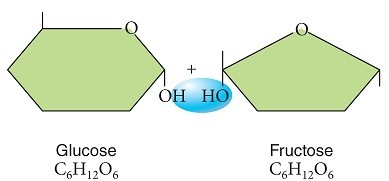 O
O
+
OH HO
Glucose
C₆H₁₂O₆
Fructose
C₆H₁₂O₆